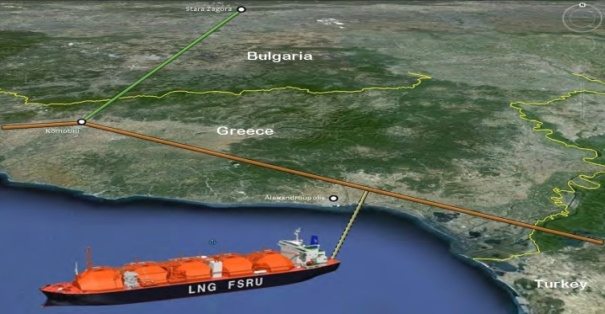 Stara Zagora
Bulgaria
Komotini
Greece
Alexandroupolis
LNG FSRU
Turkey